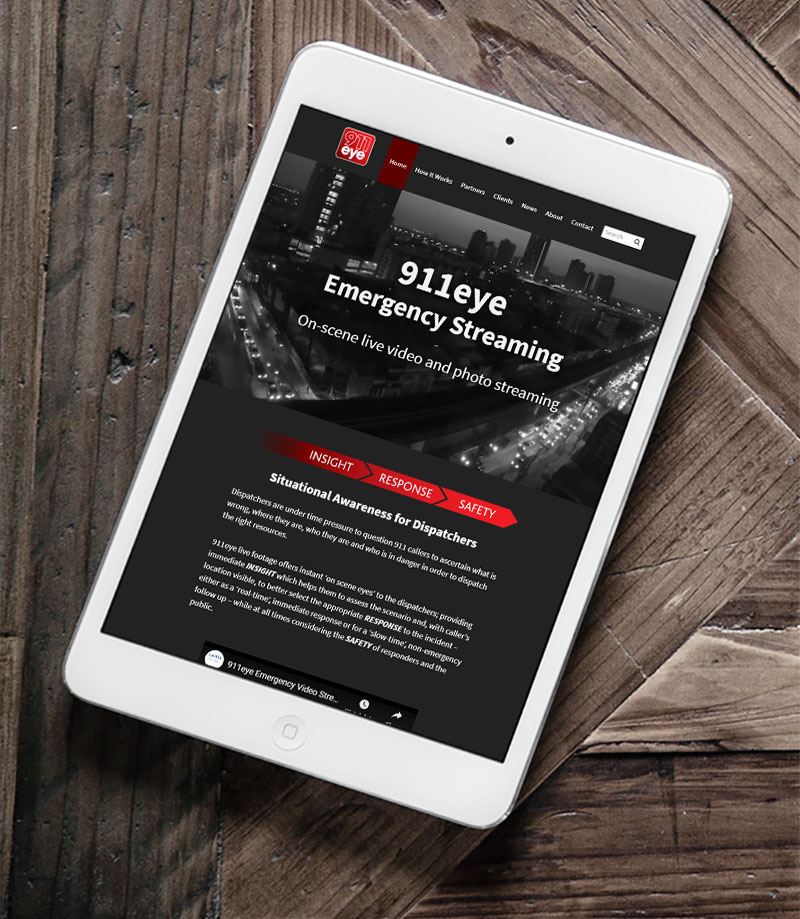 911
eye
Home
How It Works
Partners
Clients
News
About
Contact
Search
911eye
Emergency Streaming
On-scene live video and photo streaming
INSIGHT
RESPONSE
SAFETY
Situational Awareness for Dispatchers
Dispatchers are under time pressure to question 911 callers to ascertain what is
wrong, where they are, who they are and who is in danger in order to dispatch
the right resources.
911eye live footage offers instant 'on scene eyes' to the dispatchers; providing
immediate INSIGHT which helps them to assess the scenario and, with caller's
location visible, to better select the appropriate RESPONSE to the incident -
either as a 'real-time', immediate response or for a 'slow-time', non-emergency
follow up – while at all times considering the SAFETY of responders and the
public.
911eye Emergency Video Stre...